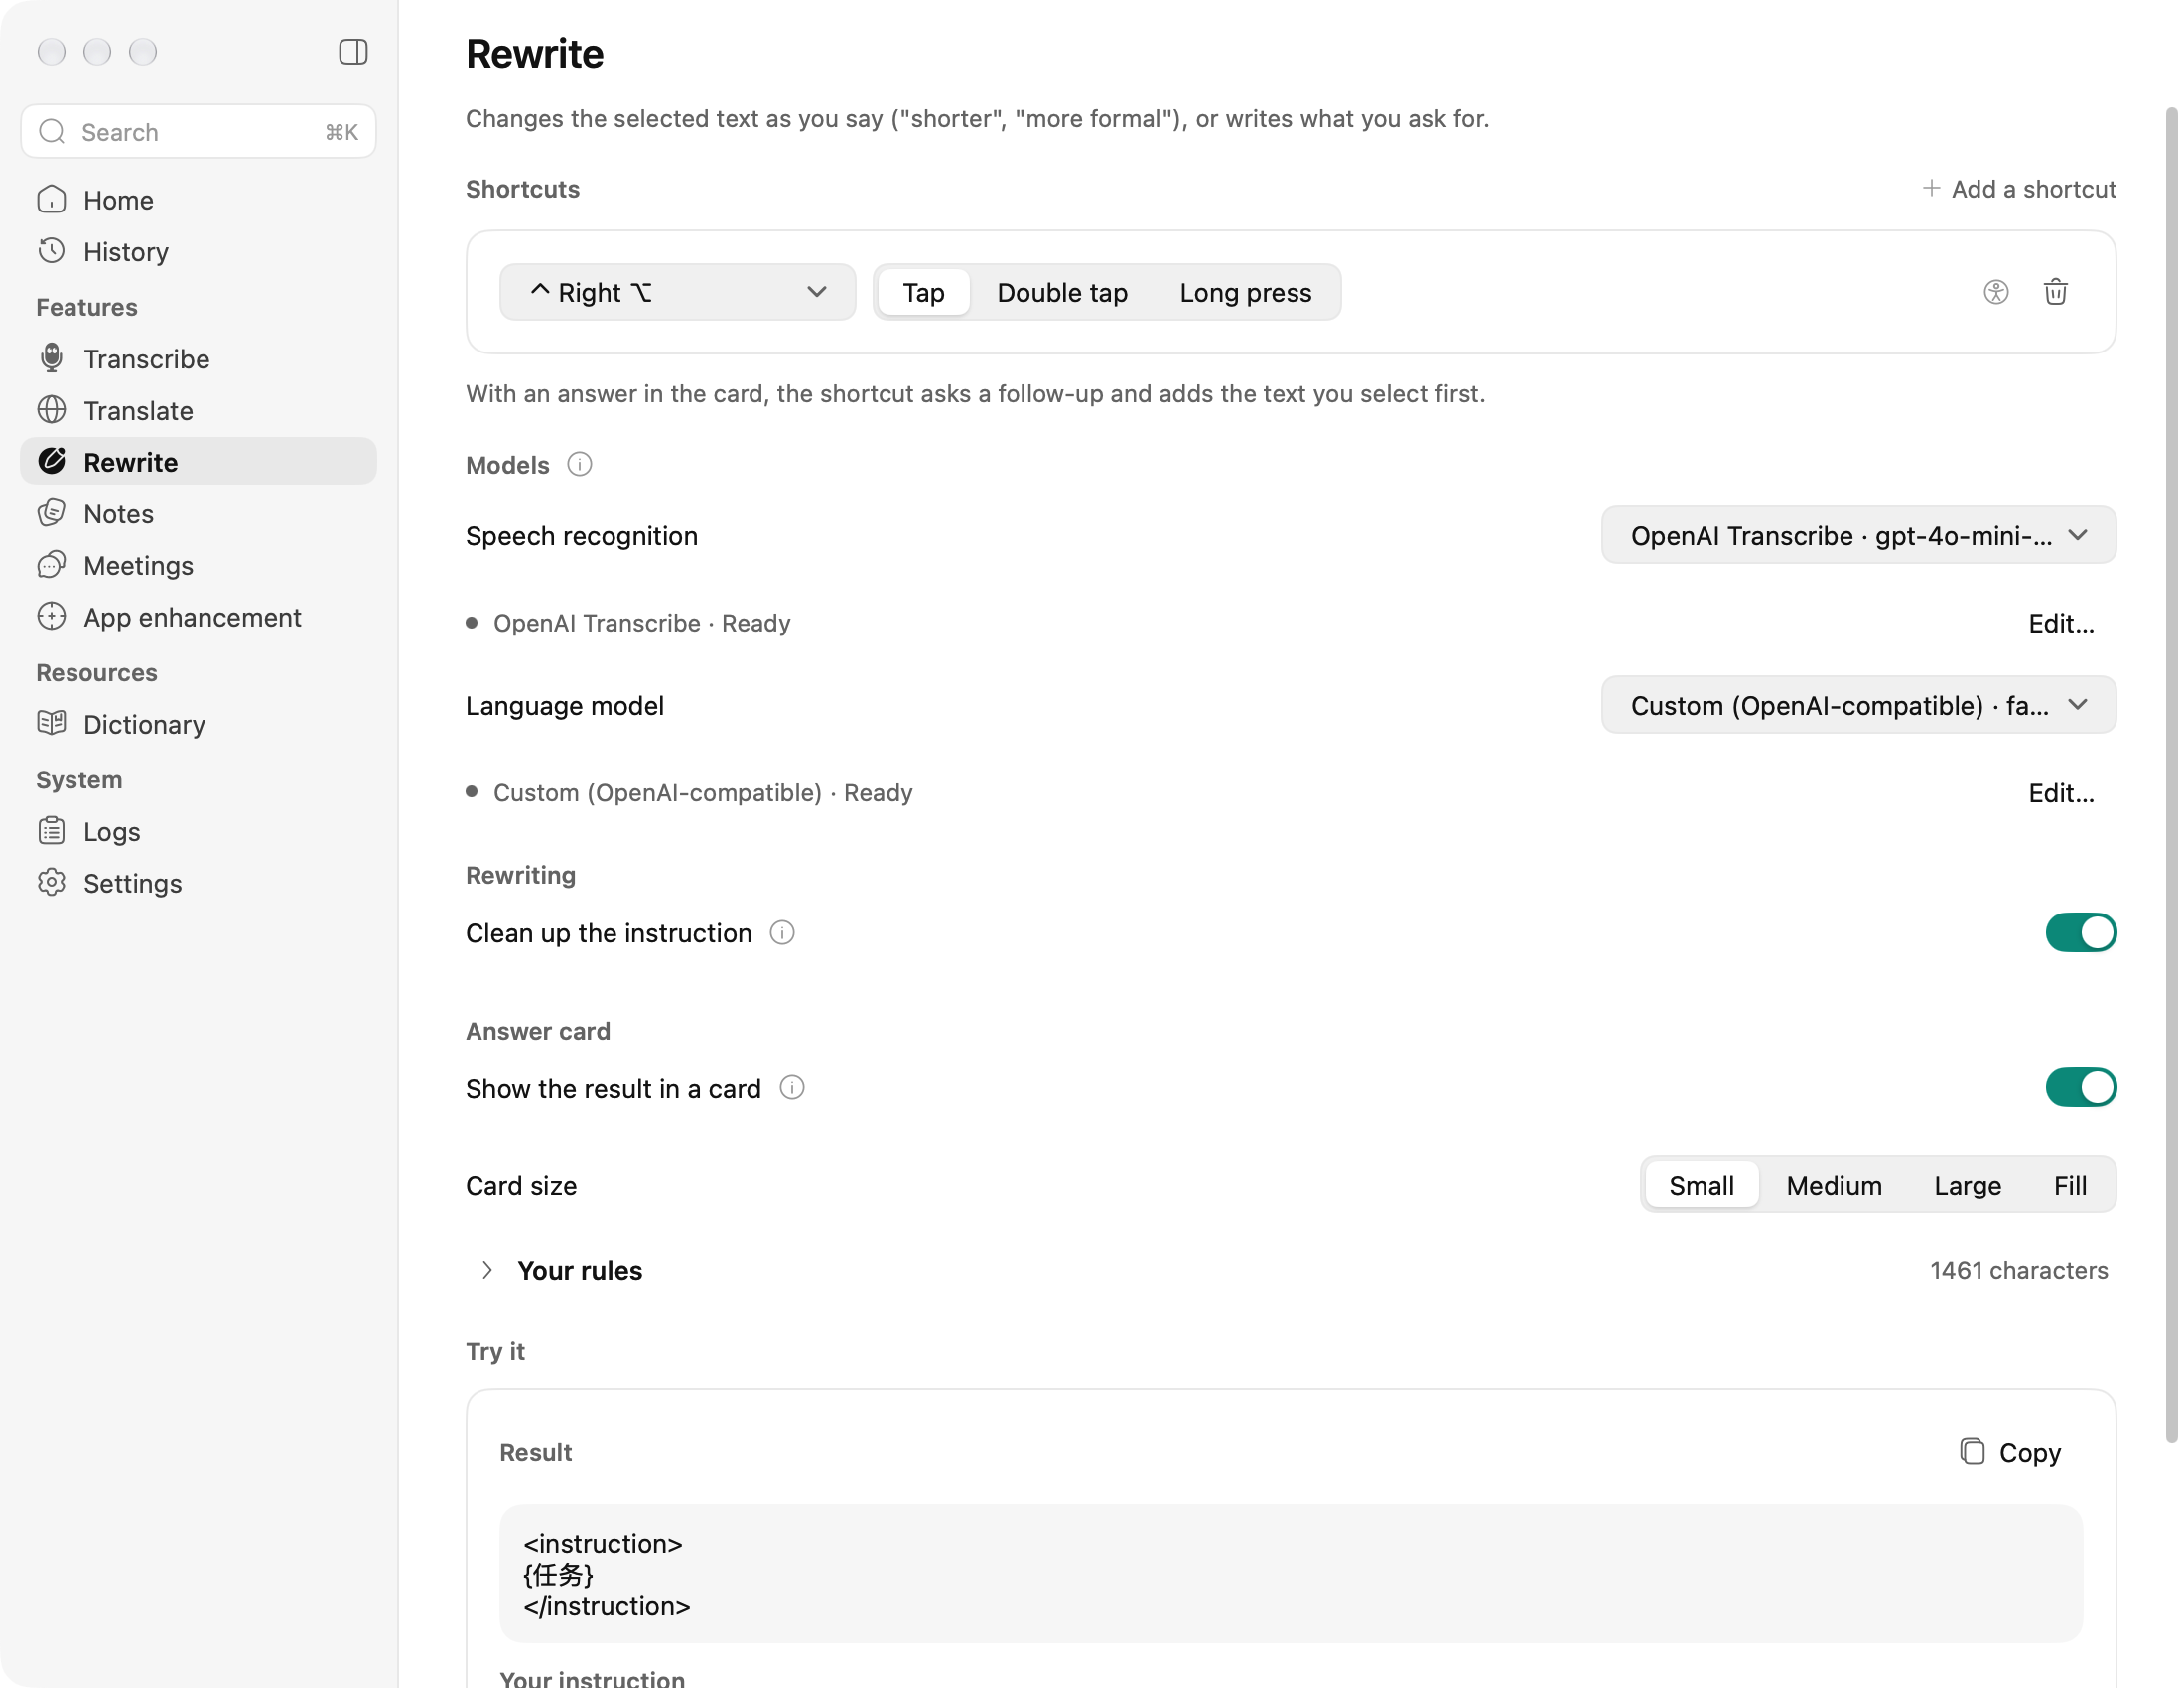 Search ⌘K
Home
History
Features
Transcribe
Translate
Rewrite
Notes
Meetings
App enhancement
Resources
Dictionary
System
Logs
Settings
Rewrite
Changes the selected text as you say ("shorter", "more formal"), or writes what you ask for.
Shortcuts + Add a shortcut
^ Right ⌥ Tap Double tap Long press
With an answer in the card, the shortcut asks a follow-up and adds the text you select first.
Models
Speech recognition OpenAI Transcribe · gpt-4o-mini-...
OpenAI Transcribe · Ready Edit...
Language model Custom (OpenAI-compatible) · fa...
Custom (OpenAI-compatible) · Ready Edit...
Rewriting
Clean up the instruction
Answer card
Show the result in a card
Card size Small Medium Large Fill
Your rules 1461 characters
Try it
Result Copy
<instruction>
{任务}
</instruction>
Your instruction